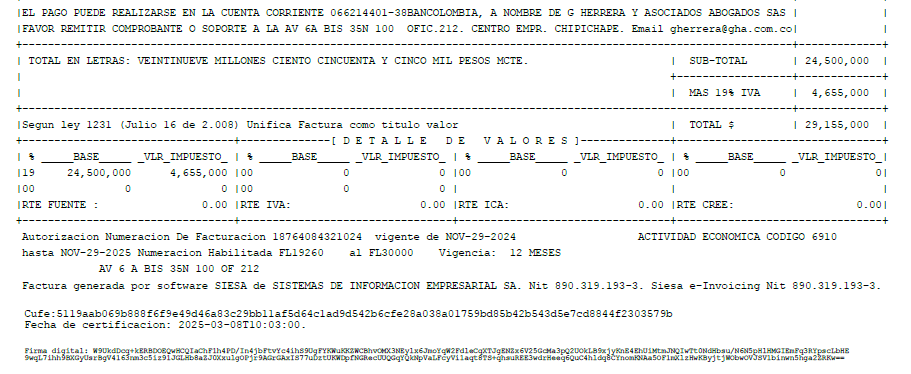 EL PAGO PUEDE REALIZARSE EN LA CUENTA CORRIENTE 066214401-38BANCOLOMBIA, A NOMBRE DE G HERRERA Y ASOCIADOS ABOGADOS SAS
FAVOR REMITIR COMPROBANTE O SOPORTE A LA AV 6A BIS 35N 100 OFIC.212. CENTRO EMPR. CHIPICHAPE. Email gherrera@gha.com.co
TOTAL EN LETRAS: VEINTINUEVE MILLONES CIENTO CINCUENTA Y CINCO MIL PESOS MCTE. | SUB-TOTAL | 24,500,000
MAS 19% IVA | 4,655,000
Segun ley 1231 (Julio 16 de 2.008) Unifica Factura como titulo valor | TOTAL $ | 29,155,000
[ D E T A L L E   D E   V A L O R E S ]
| % _____BASE_____ _VLR_IMPUESTO_ | % _____BASE_____ _VLR_IMPUESTO_ | % _____BASE_____ _VLR_IMPUESTO_ | % _____BASE_____ _VLR_IMPUESTO_|
|19 24,500,000 4,655,000 |00 0 0 |00 0 0 |00 0 0|
|00 0 0 |00 0 0 | | |
|RTE FUENTE : 0.00 |RTE IVA: 0.00 |RTE ICA: 0.00 |RTE CREE: 0.00|
Autorizacion Numeracion De Facturacion 18764084321024 vigente de NOV-29-2024 ACTIVIDAD ECONOMICA CODIGO 6910
hasta NOV-29-2025 Numeracion Habilitada FL19260 al FL30000 Vigencia: 12 MESES
AV 6 A BIS 35N 100 OF 212
Factura generada por software SIESA de SISTEMAS DE INFORMACION EMPRESARIAL SA. Nit 890.319.193-3. Siesa e-Invoicing Nit 890.319.193-3.
Cufe:5119aab069b888f6f9e49d46a83c29bb11af5d64c1ad9d542b6cfe28a038a01759bd85b42b543d5e7cd8844f2303579b
Fecha de certificacion: 2025-03-08T10:03:00.
Firma digital: